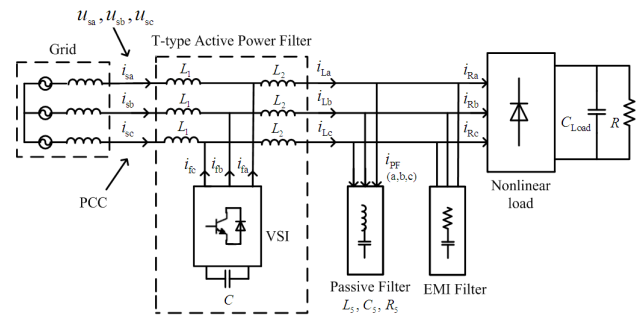 u_sa, u_sb, u_sc
Grid
T-type Active Power Filter
i_sa
L_1
L_2
i_La
i_Ra
i_sb
L_1
L_2
i_Lb
i_Rb
i_sc
L_1
L_2
i_Lc
i_Rc
C_Load
R
PCC
i_fc
i_fb
i_fa
i_PF
(a,b,c)
Nonlinear
load
VSI
C
Passive Filter
L_5, C_5, R_5
EMI Filter